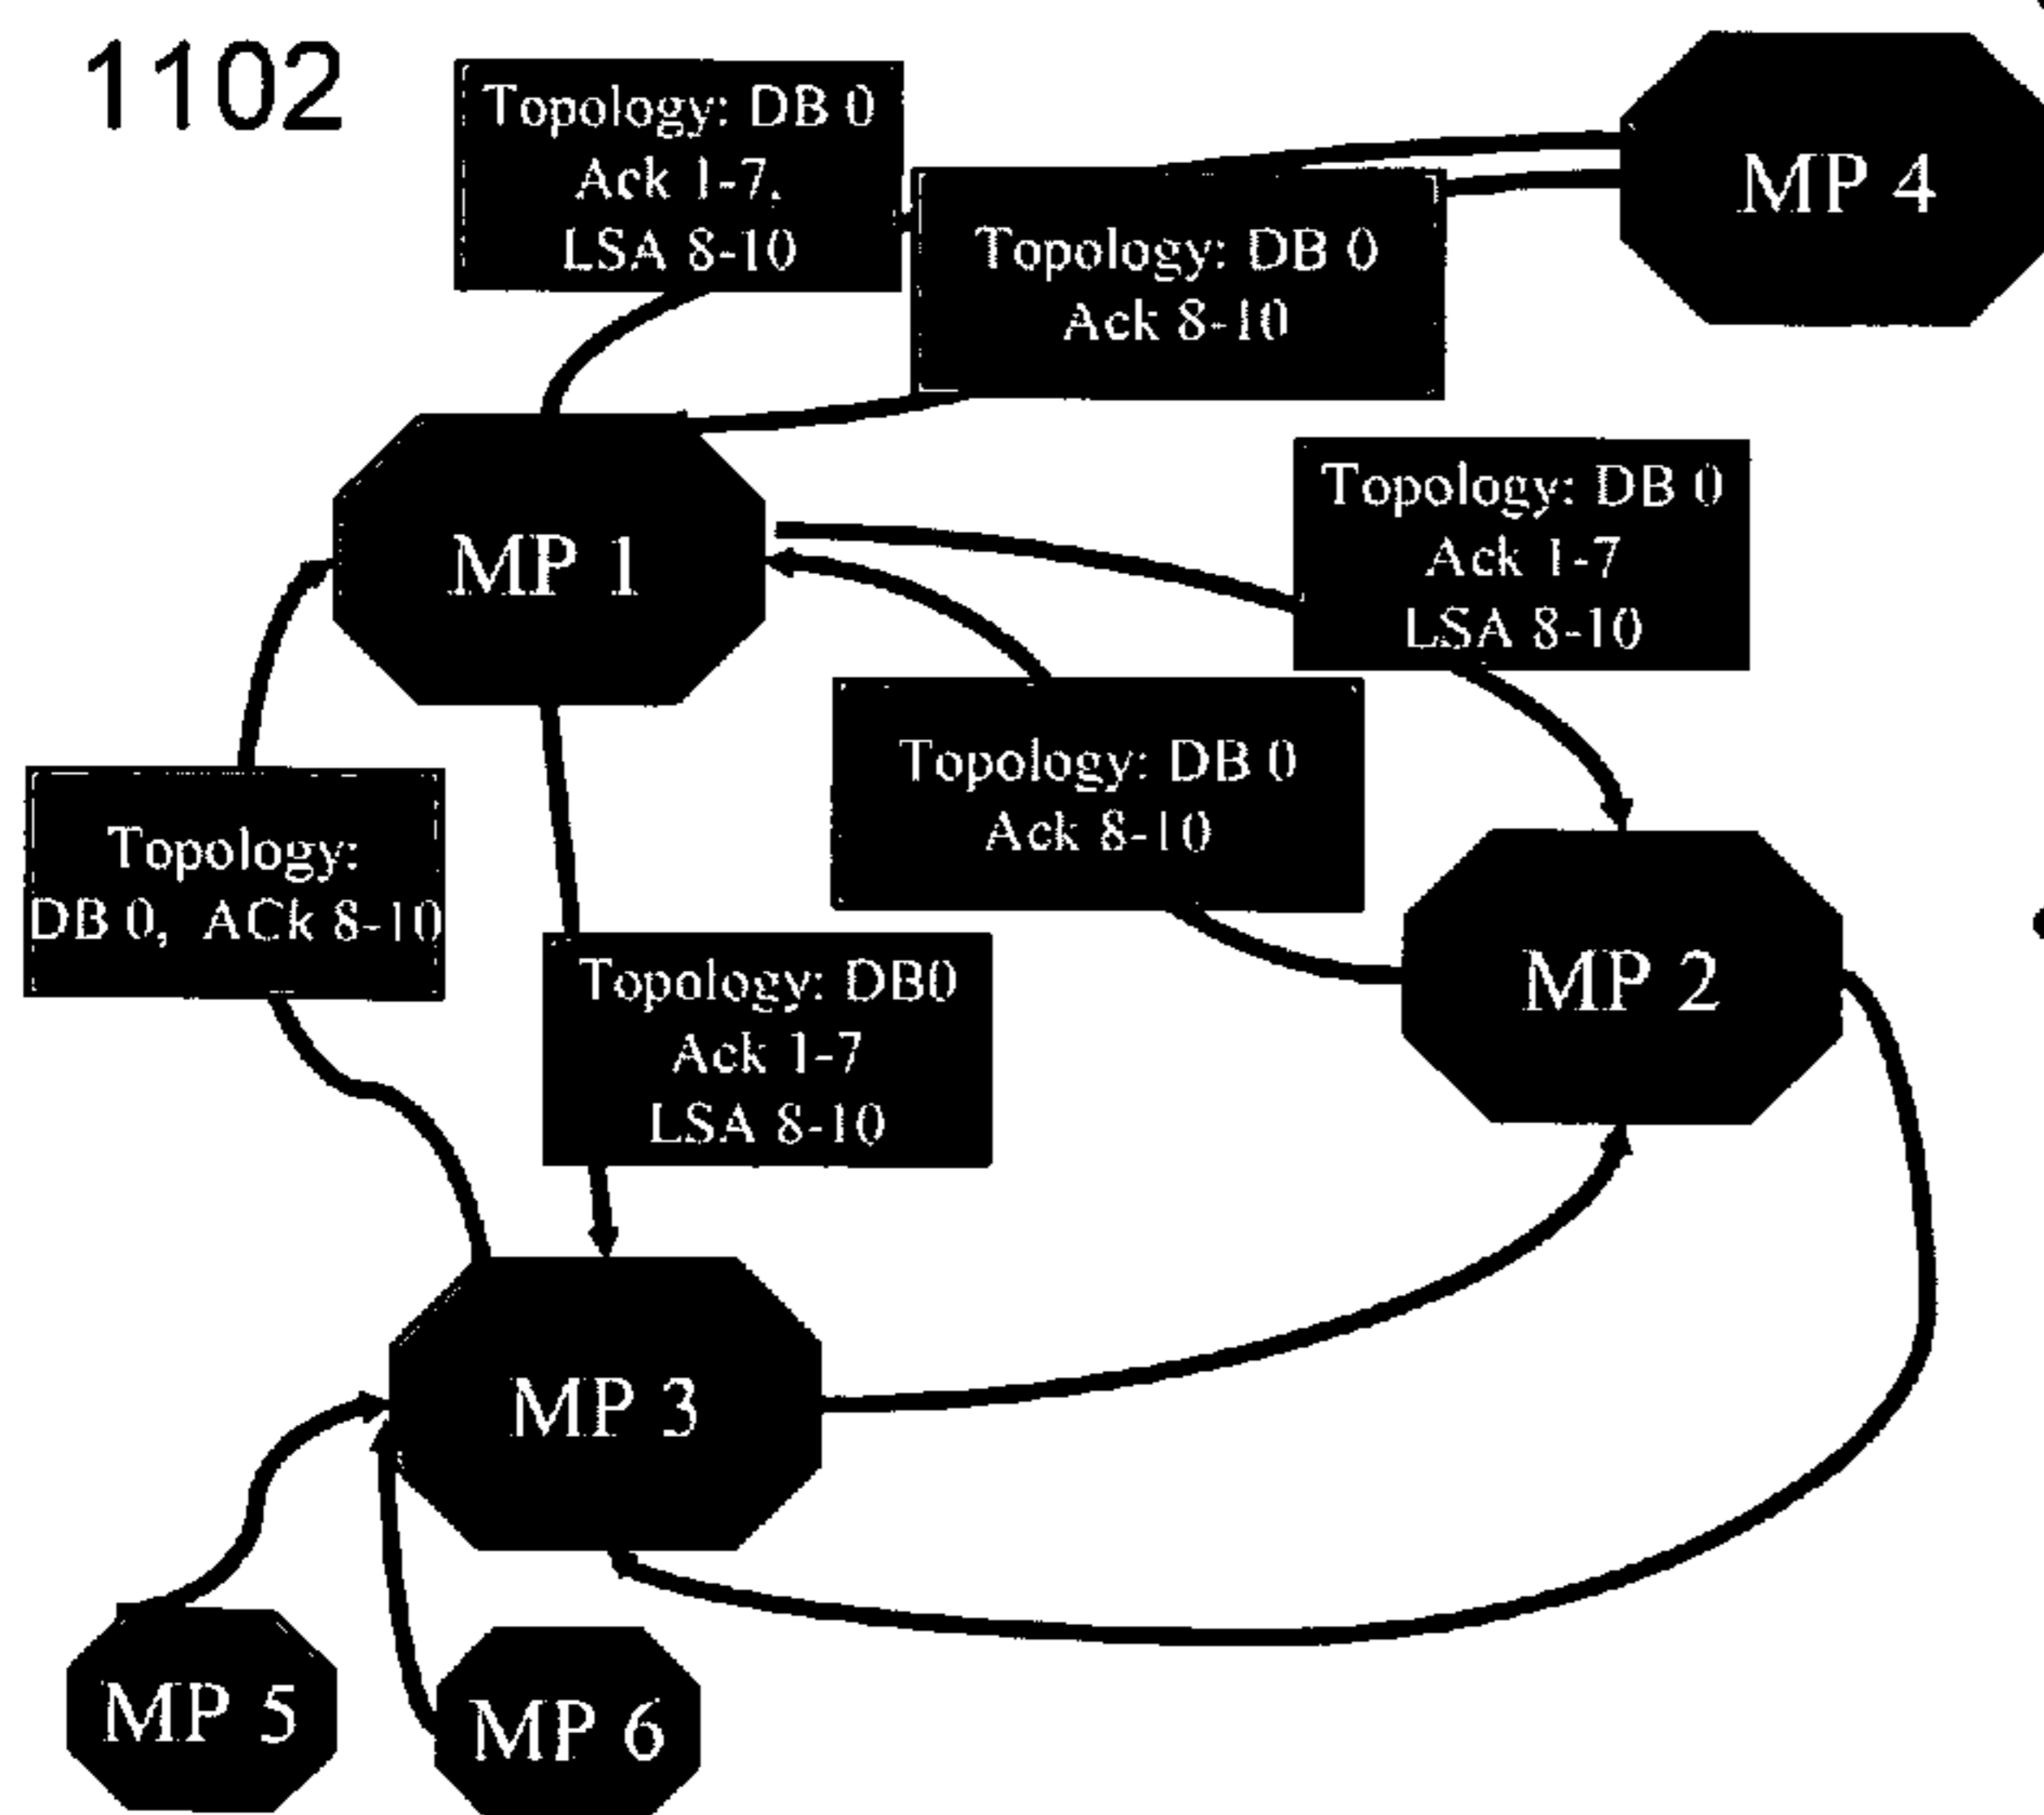 1102
Topology: DB 0
Ack 1-7,
LSA 8-10
MP 4
Topology: DB 0
Ack 8-10
Topology: DB 0
Ack 1-7
LSA 8-10
MP 1
Topology: DB 0
Ack 8-10
Topology:
DB 0, ACk 8-10
MP 2
Topology: DB0
Ack 1-7
LSA 8-10
MP 3
MP 5
MP 6